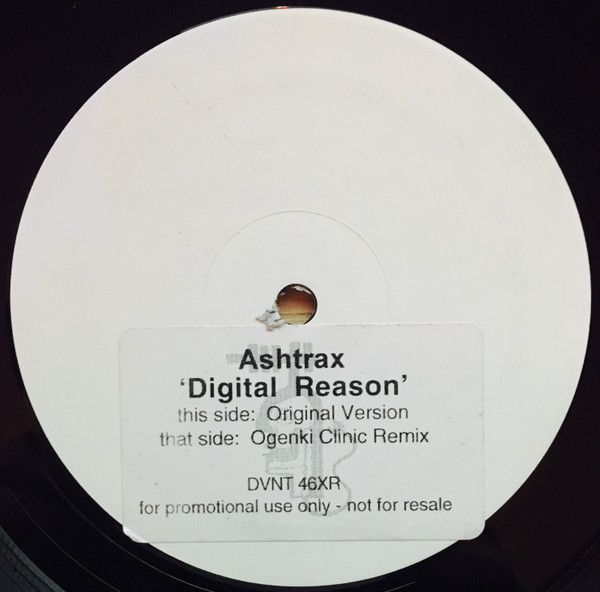 Ashtrax
‘Digital Reason’
this side: Original Version
that side: Ogenki Clinic Remix
DVNT 46XR
for promotional use only - not for resale